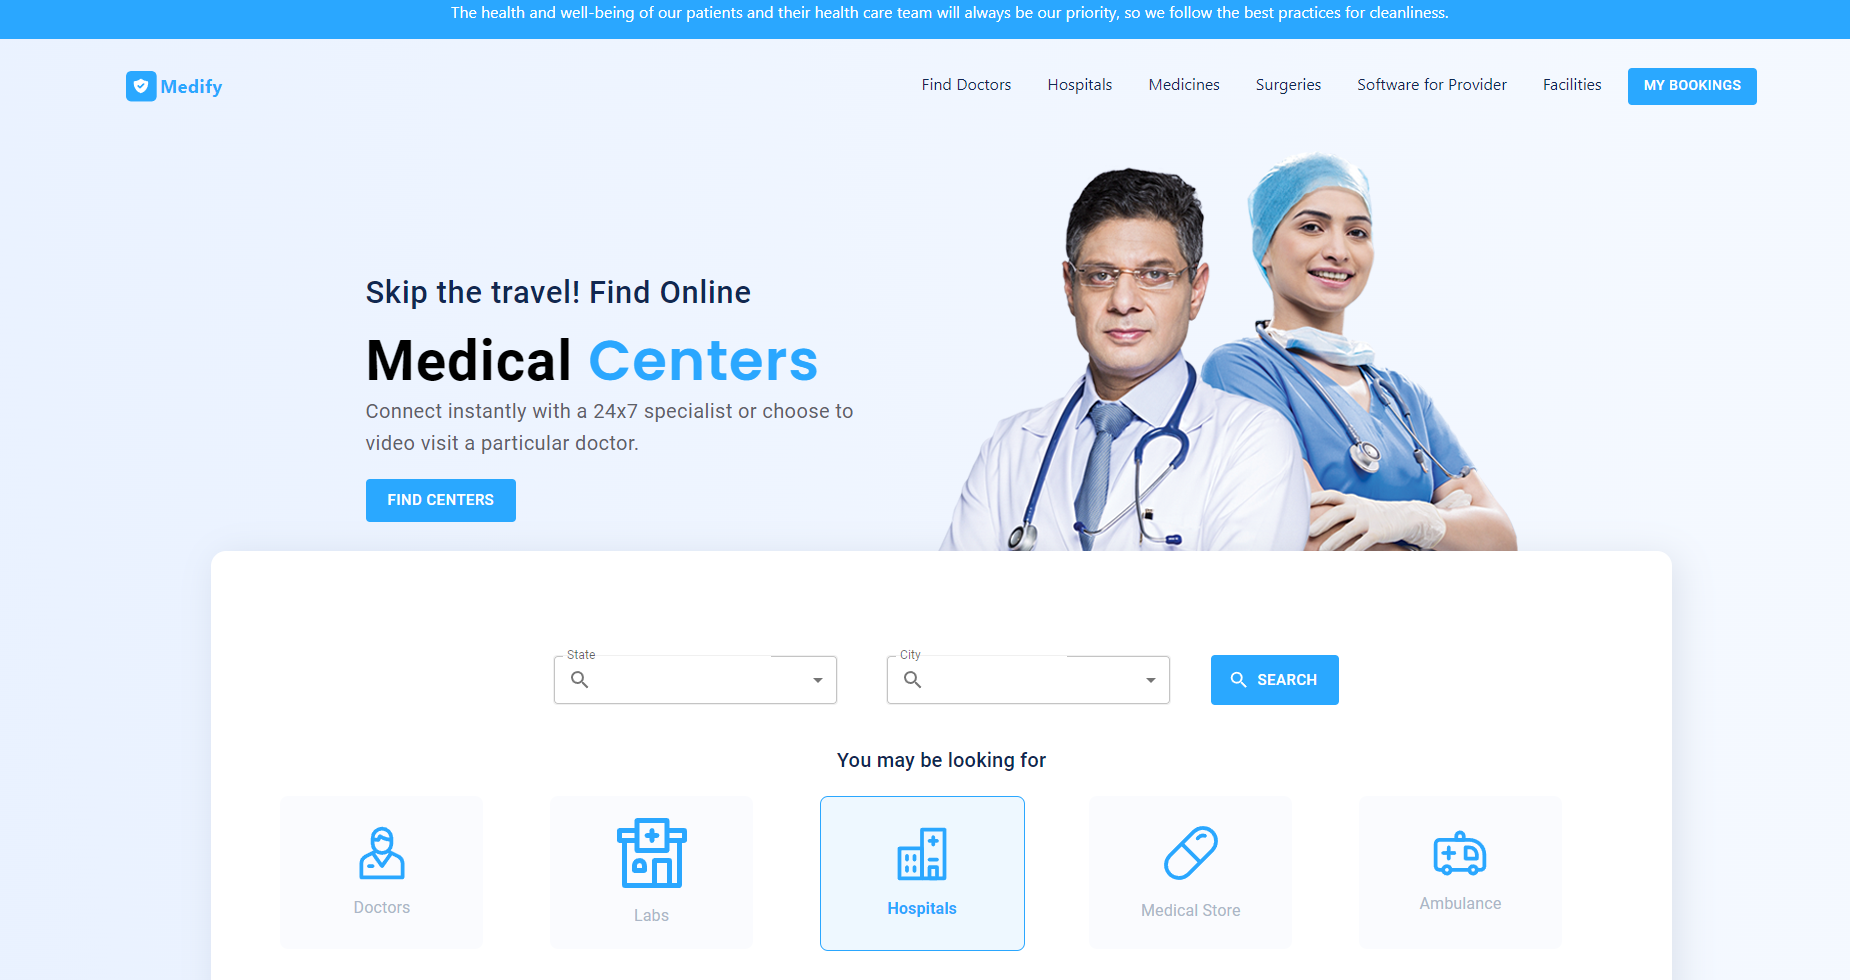 The health and well-being of our patients and their health care team will always be our priority, so we follow the best practices for cleanliness.
Medify
Find Doctors
Hospitals
Medicines
Surgeries
Software for Provider
Facilities
MY BOOKINGS
Skip the travel! Find Online
Medical Centers
Connect instantly with a 24x7 specialist or choose to
video visit a particular doctor.
FIND CENTERS
State
City
SEARCH
You may be looking for
Doctors
Labs
Hospitals
Medical Store
Ambulance